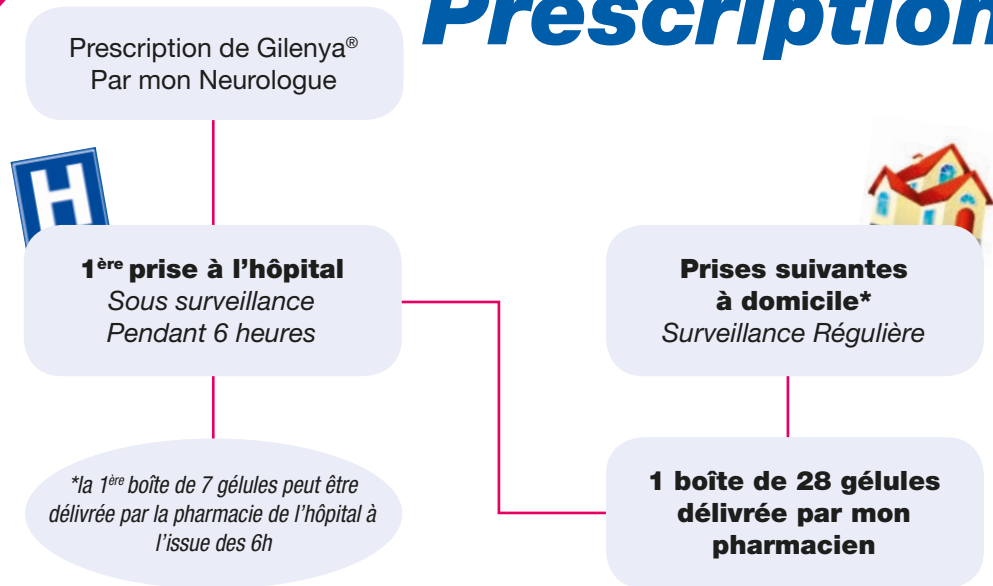 Prescription
Prescription de Gilenya®
Par mon Neurologue
H
1ère prise à l'hôpital
Sous surveillance
Pendant 6 heures
*la 1ère boîte de 7 gélules peut être
délivrée par la pharmacie de l'hôpital à
l'issue des 6h
Prises suivantes
à domicile*
Surveillance Régulière
1 boîte de 28 gélules
délivrée par mon
pharmacien